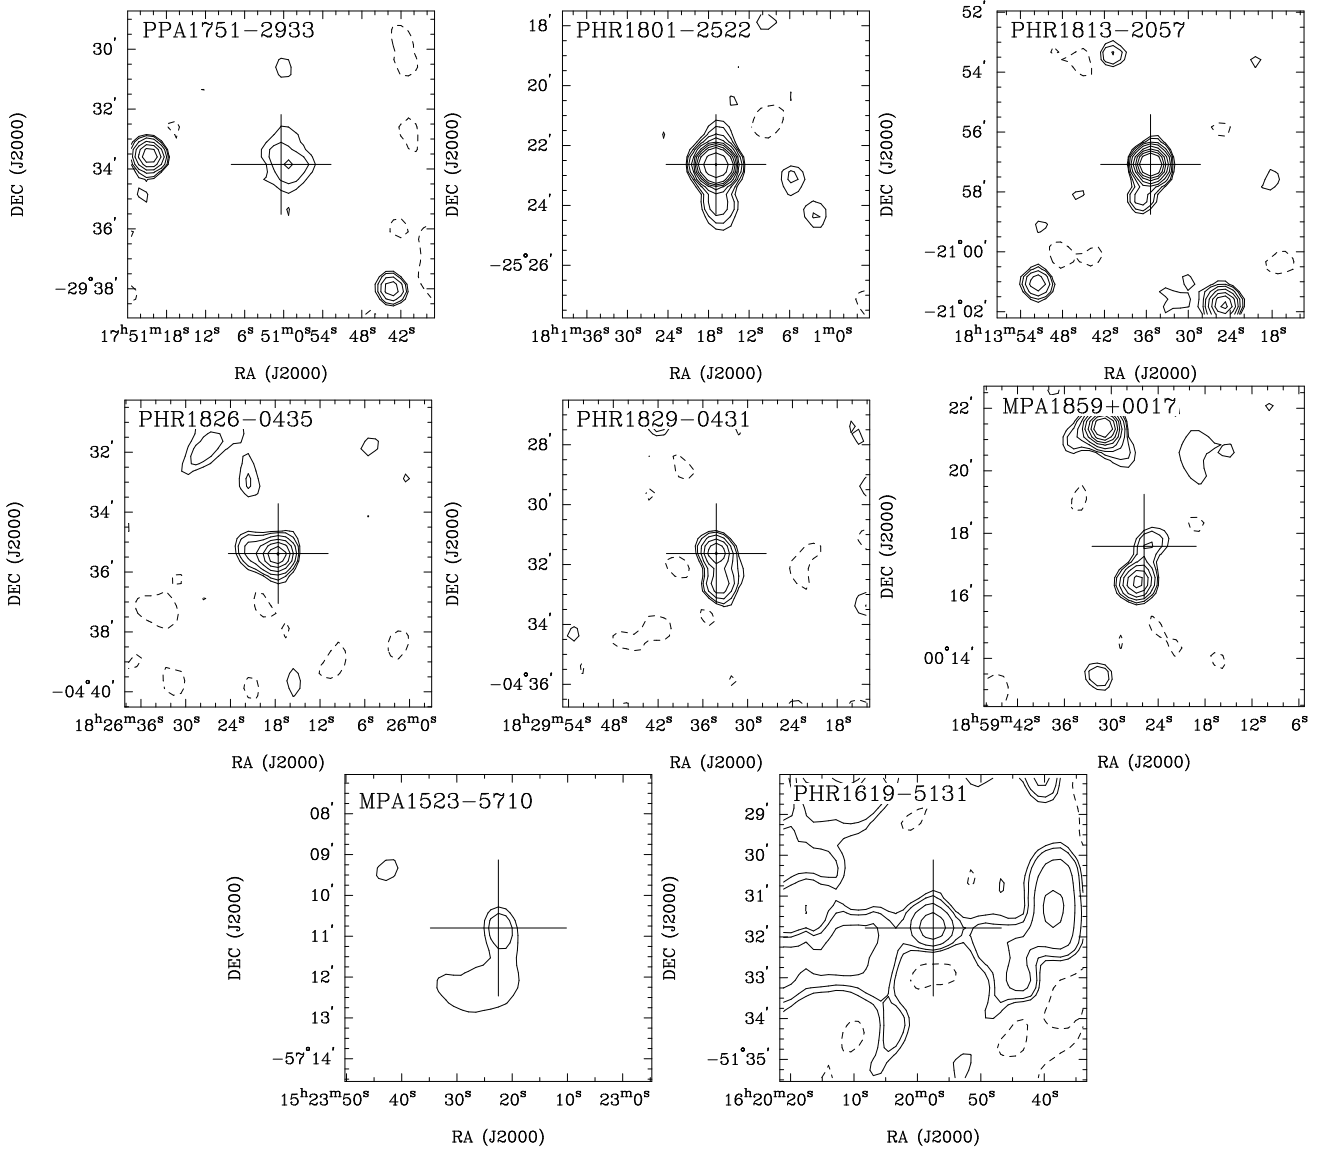 PPA1751−2933
30′
32′
34′
36′
−29°38′
DEC (J2000)
17ʰ51ᵐ18ˢ 12ˢ 6ˢ 51ᵐ0ˢ54ˢ 48ˢ 42ˢ
RA (J2000)
PHR1801−2522
18′
20′
22′
24′
−25°26′
DEC (J2000)
18ʰ1ᵐ36ˢ30ˢ 24ˢ 17ˢ 11ˢ 6ˢ 1ᵐ0ˢ
RA (J2000)
PHR1813−2057
52′
54′
56′
58′
−21°00′
−21°02′
DEC (J2000)
18ʰ13ᵐ54ˢ 48ˢ 42ˢ 36ˢ 30ˢ 24ˢ 18ˢ
RA (J2000)
PHR1826−0435
32′
34′
36′
38′
−04°40′
DEC (J2000)
18ʰ26ᵐ36ˢ 30ˢ 24ˢ 18ˢ 12ˢ 6ˢ 26ᵐ0ˢ
RA (J2000)
PHR1829−0431
28′
30′
32′
34′
−04°36′
DEC (J2000)
18ʰ29ᵐ54ˢ 48ˢ 42ˢ 36ˢ 30ˢ 24ˢ 18ˢ
RA (J2000)
MPA1859+0017
22′
20′
18′
16′
00°14′
DEC (J2000)
18ʰ59ᵐ42ˢ 36ˢ 30ˢ 24ˢ 18ˢ 12ˢ 6ˢ
RA (J2000)
MPA1523−5710
08′
09′
10′
11′
12′
13′
−57°14′
DEC (J2000)
15ʰ23ᵐ50ˢ 40ˢ 30ˢ 20ˢ 10ˢ 23ᵐ0ˢ
RA (J2000)
PHR1619−5131
29′
30′
31′
32′
33′
34′
−51°35′
DEC (J2000)
16ʰ20ᵐ20ˢ 10ˢ 20ᵐ0ˢ 50ˢ 40ˢ
RA (J2000)